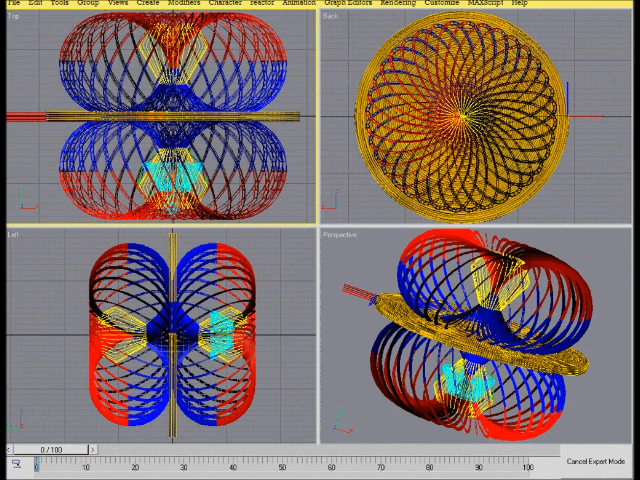 File Edit Tools Group Views Create Modifiers Character reactor Animation Graph Editors Rendering Customize MAXScript Help
Top
Back
Left
Perspective
< 0 / 100 >
0 10 20 30 40 50 60 70 80 90 100
Cancel Expert Mode